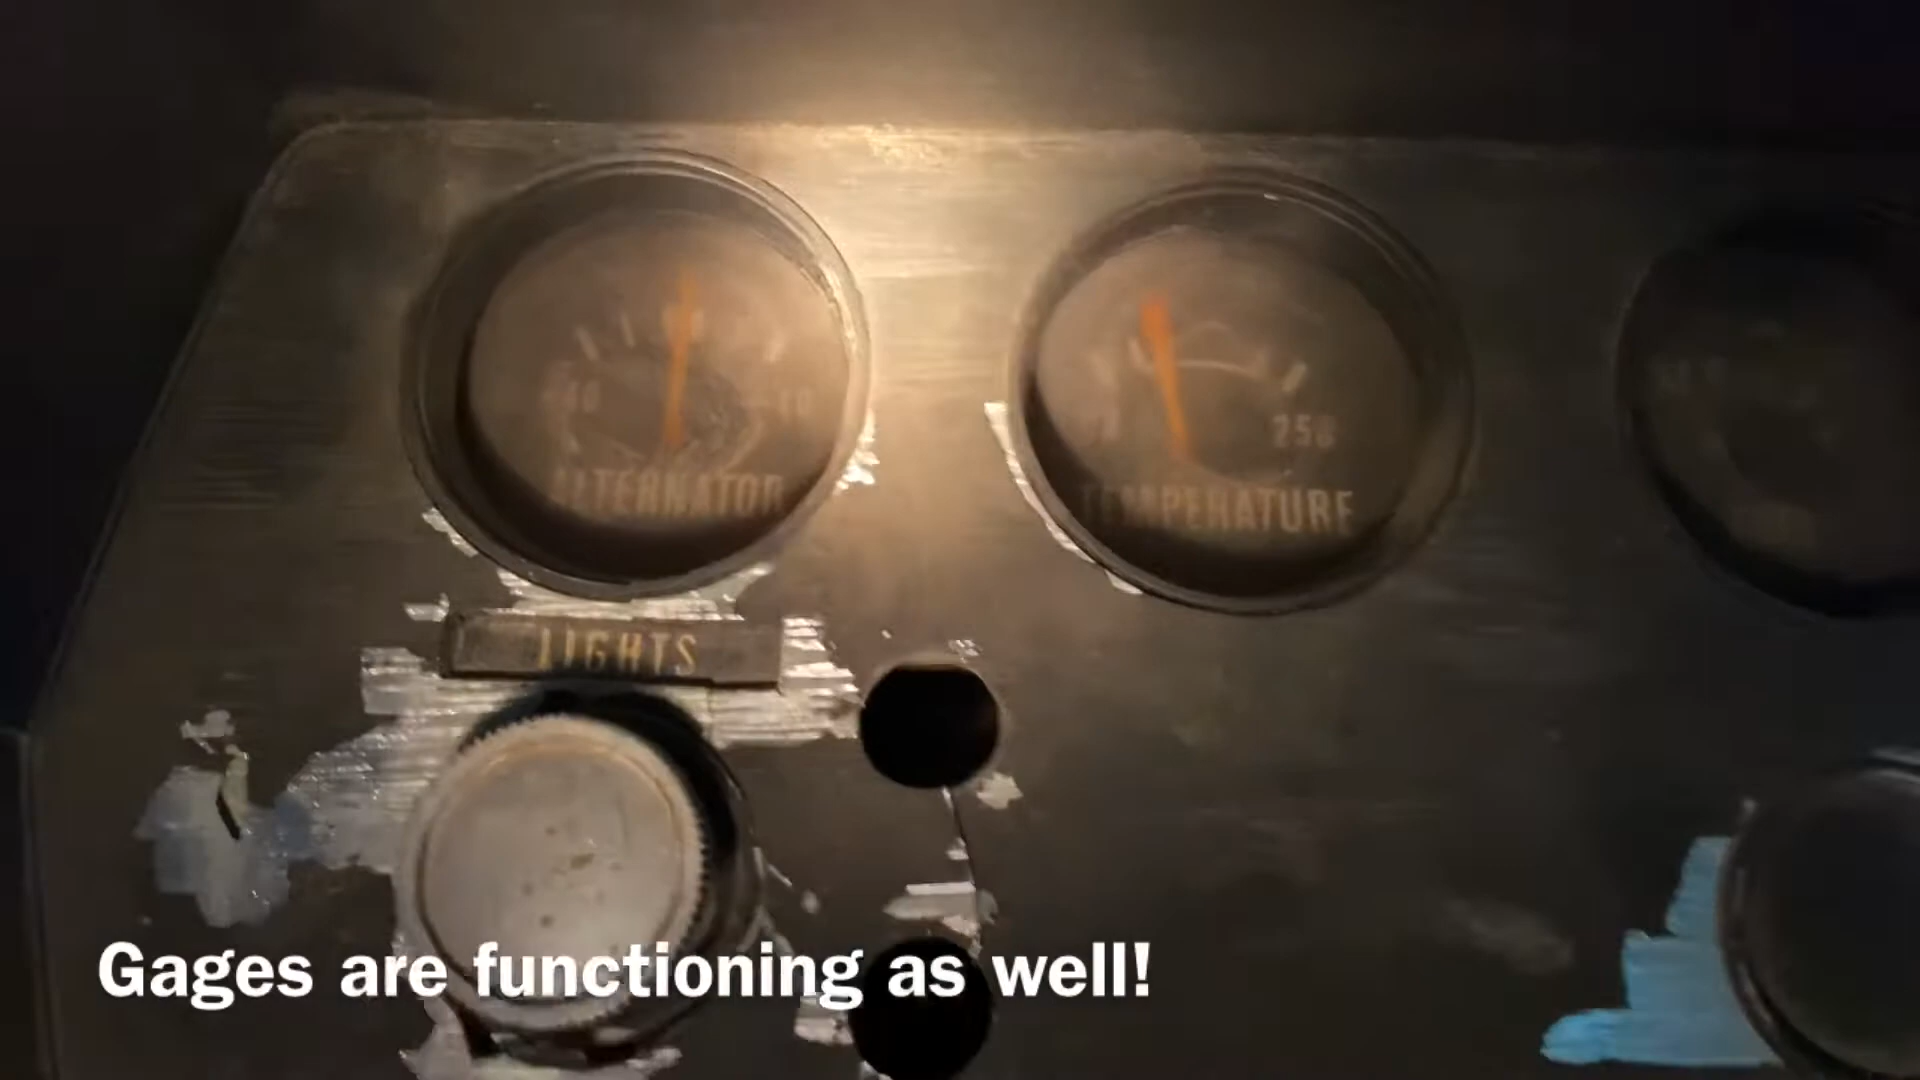 ALTERNATOR
250
TEMPERATURE
LIGHTS
Gages are functioning as well!